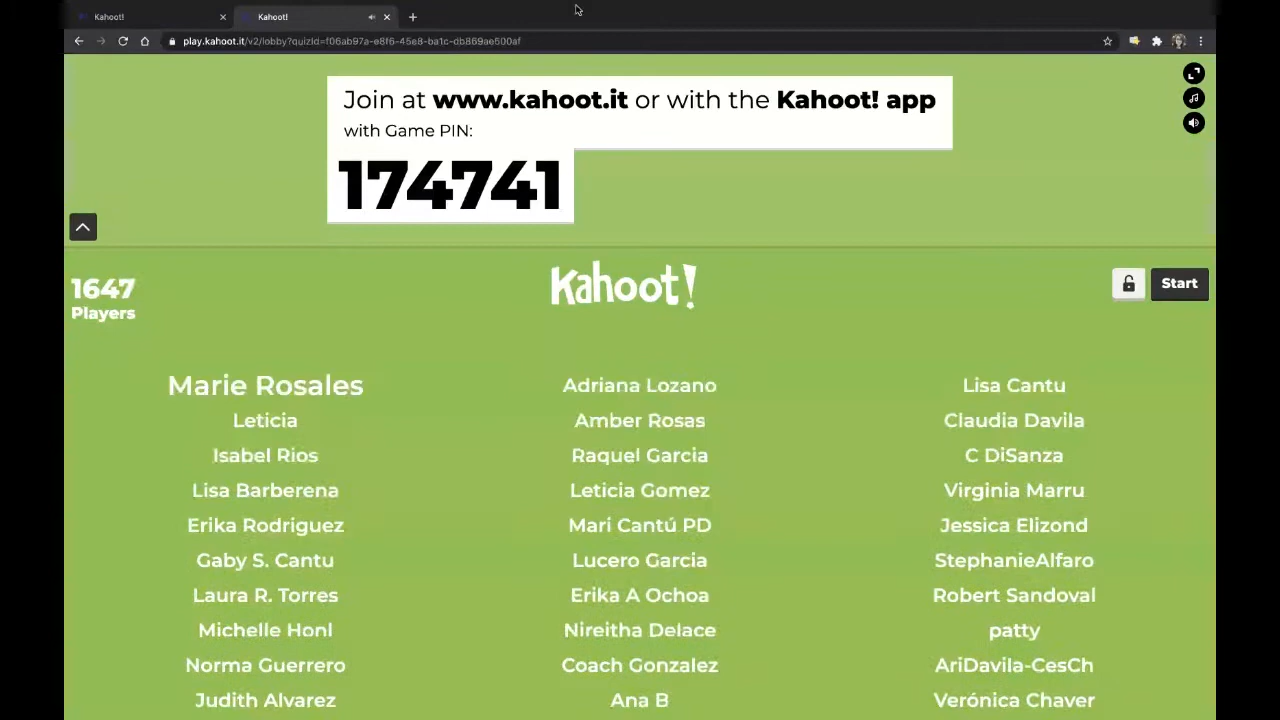 Kahoot!
Kahoot!
play.kahoot.it/v2/lobby?quizId=f06ab97a-e8f6-45e8-ba1c-db869ae500af
Join at www.kahoot.it or with the Kahoot! app
with Game PIN:
174741
1647
Players
Kahoot!
Start
Marie Rosales Adriana Lozano Lisa Cantu
Leticia Amber Rosas Claudia Davila
Isabel Rios Raquel Garcia C DiSanza
Lisa Barberena Leticia Gomez Virginia Marru
Erika Rodriguez Mari Cantú PD Jessica Elizond
Gaby S. Cantu Lucero Garcia StephanieAlfaro
Laura R. Torres Erika A Ochoa Robert Sandoval
Michelle Honl Nireitha Delace patty
Norma Guerrero Coach Gonzalez AriDavila-CesCh
Judith Alvarez Ana B Verónica Chaver